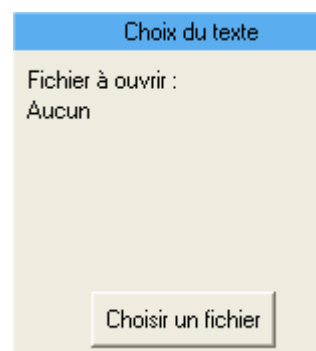 Choix du texte
Fichier à ouvrir :
Aucun
Choisir un fichier